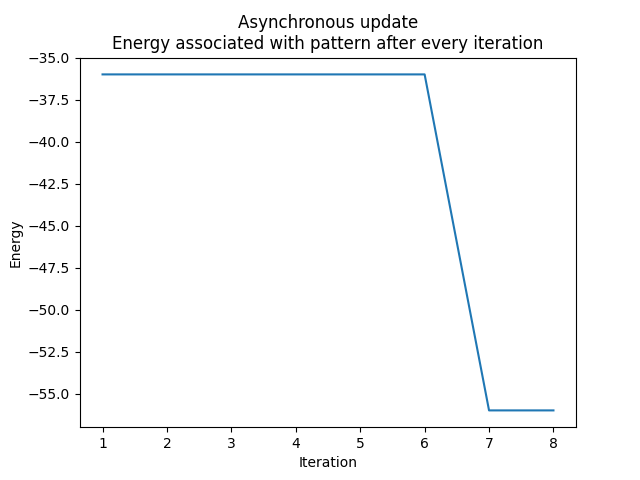 Asynchronous update
Energy associated with pattern after every iteration
−35.0
−37.5
−40.0
−42.5
−45.0
−47.5
−50.0
−52.5
−55.0
Energy
1 2 3 4 5 6 7 8
Iteration